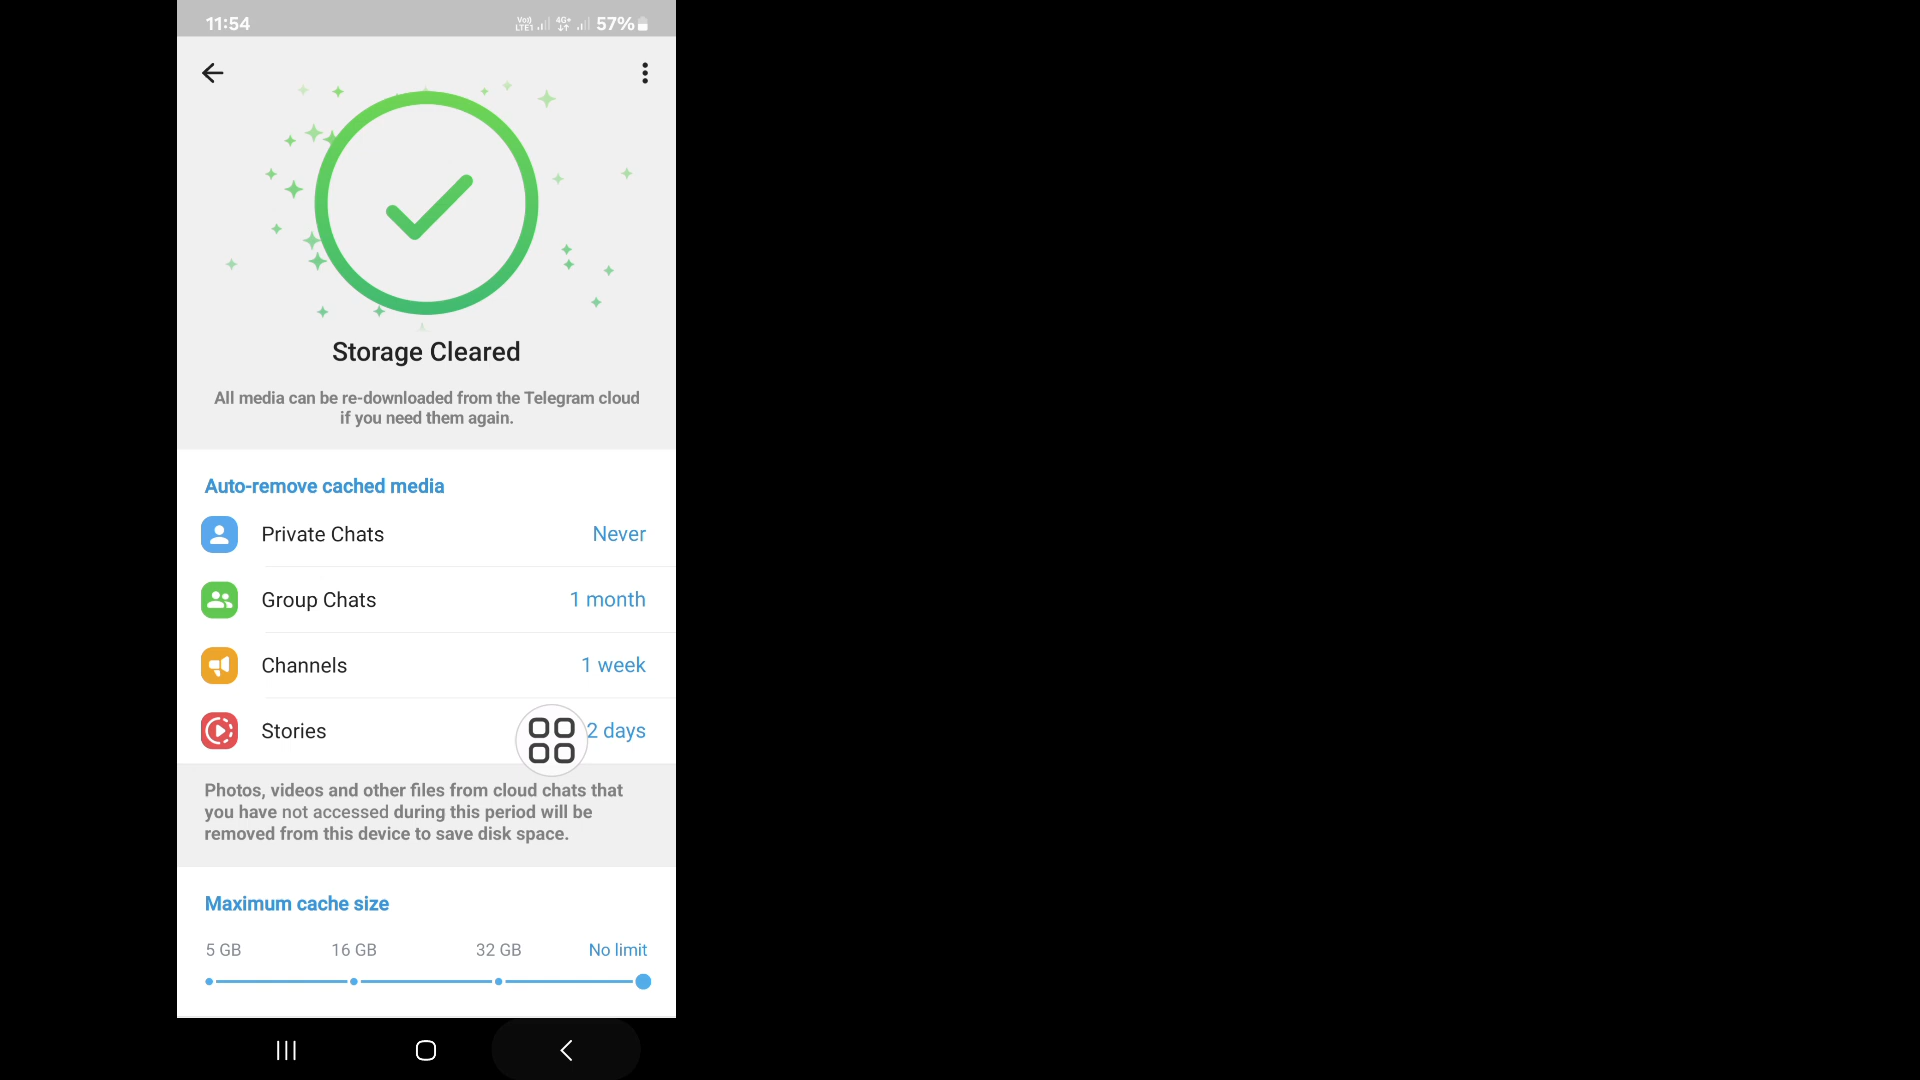 11:54
Vo)) LTE1 4G+ 57%
Storage Cleared
All media can be re-downloaded from the Telegram cloud
if you need them again.
Auto-remove cached media
Private Chats Never
Group Chats 1 month
Channels 1 week
Stories 2 days
Photos, videos and other files from cloud chats that
you have not accessed during this period will be
removed from this device to save disk space.
Maximum cache size
5 GB 16 GB 32 GB No limit